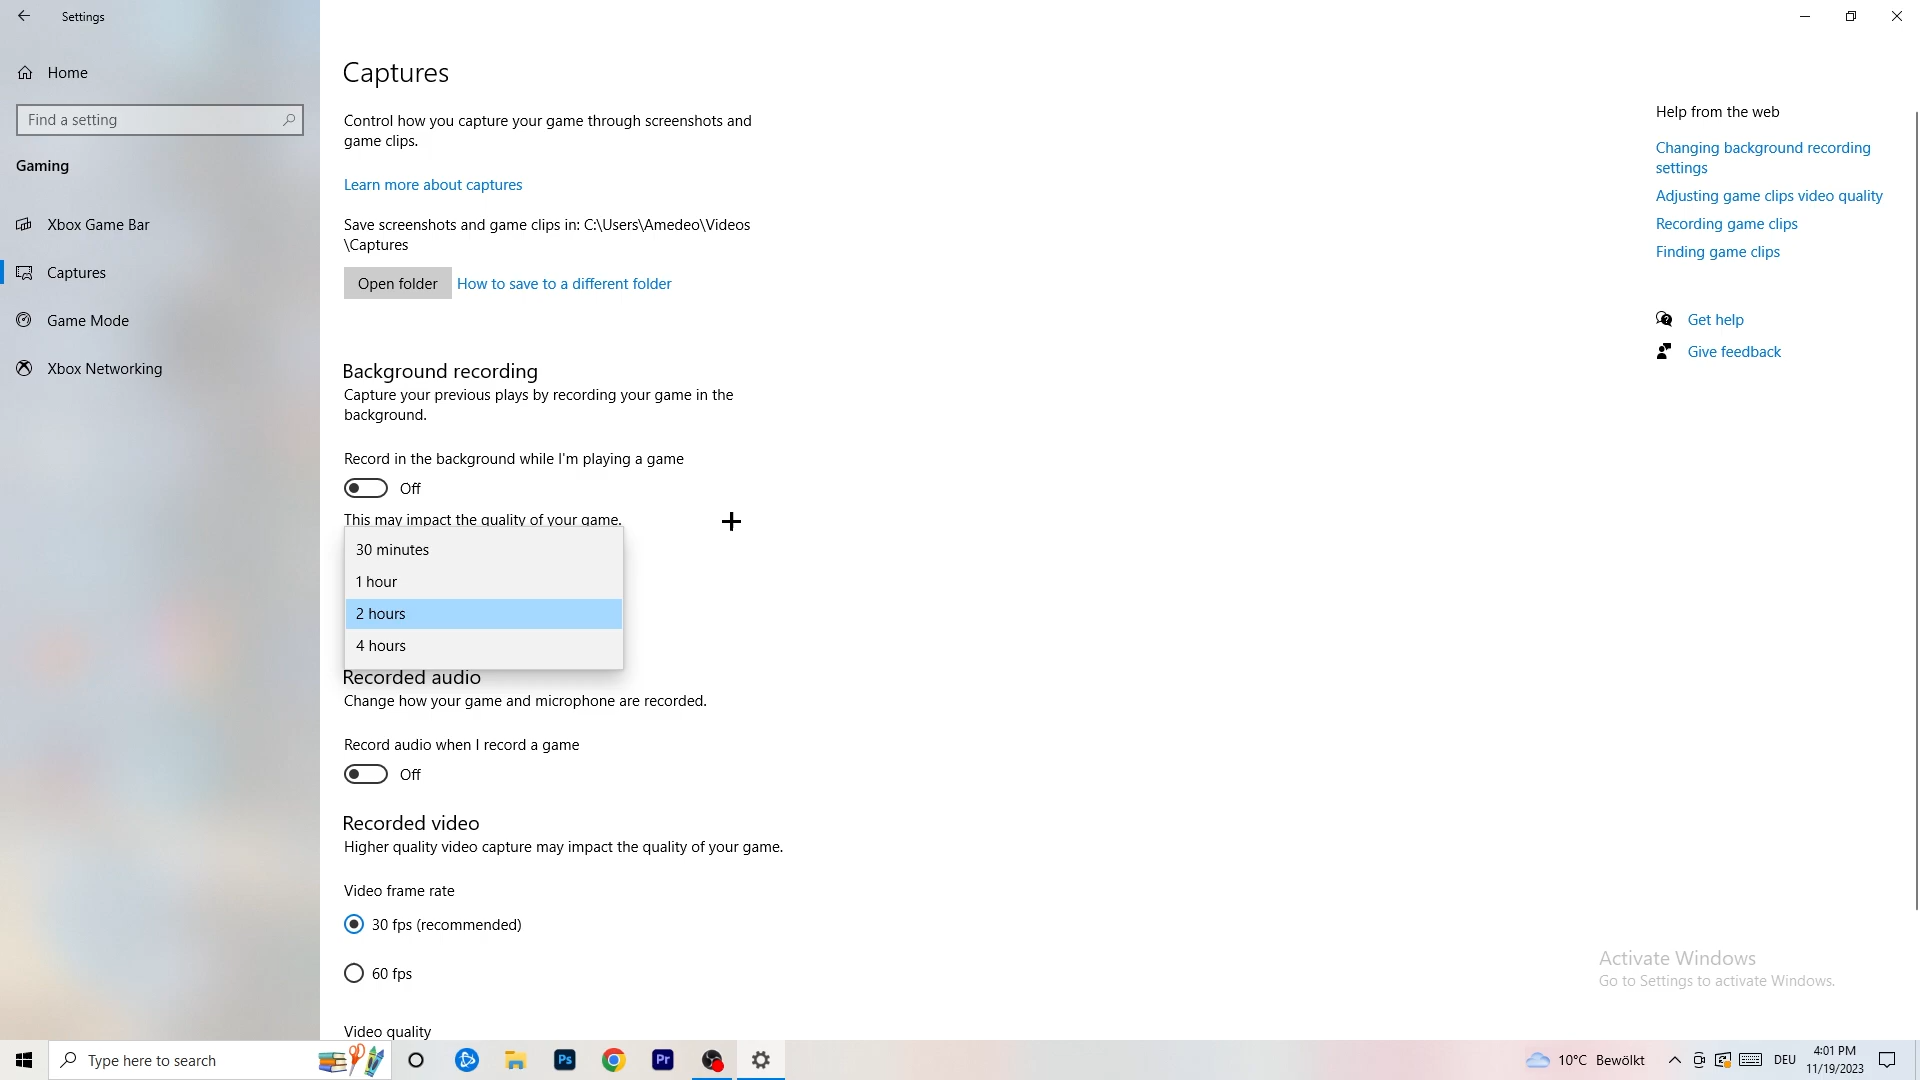 Settings
Home
Find a setting
Gaming
Xbox Game Bar
Captures
Game Mode
Xbox Networking
Captures
Control how you capture your game through screenshots and
game clips.
Learn more about captures
Save screenshots and game clips in: C:\Users\Amedeo\Videos
\Captures
Open folder
How to save to a different folder
Background recording
Capture your previous plays by recording your game in the
background.
Record in the background while I'm playing a game
Off
This may impact the quality of your game.
30 minutes
1 hour
2 hours
4 hours
Recorded audio
Change how your game and microphone are recorded.
Record audio when I record a game
Off
Recorded video
Higher quality video capture may impact the quality of your game.
Video frame rate
30 fps (recommended)
60 fps
Video quality
Help from the web
Changing background recording
settings
Adjusting game clips video quality
Recording game clips
Finding game clips
Get help
Give feedback
Activate Windows
Go to Settings to activate Windows.
Type here to search
Ps
Pr
10°C Bewölkt
DEU
4:01 PM
11/19/2023